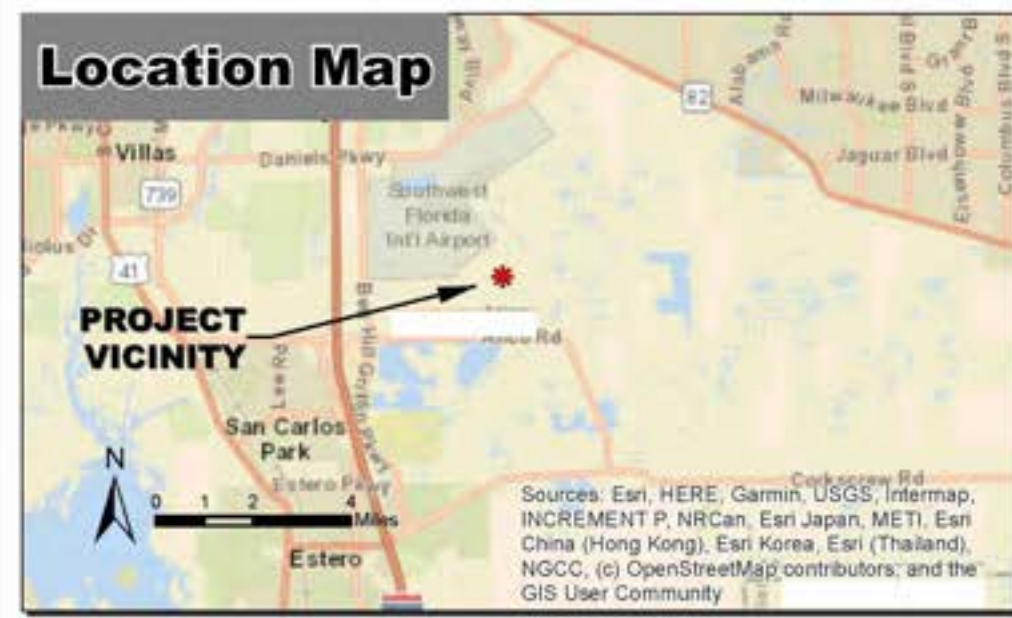 Location Map
Blvd
82
Alabama Rd
Milwaukee Blvd
Blvd S
Eisenhower Blvd
Columbus Blvd S
Jaguar Blvd
Villas
Daniels Pkwy
739
Southwest
Florida
Int'l Airport
41
PROJECT
VICINITY
Ben Hill Griffin Pkwy
Alico Rd
Lee Rd
San Carlos
Park
N
Estero Pkwy
Corkscrew Rd
0 1 2 4
Miles
Estero
Sources: Esri, HERE, Garmin, USGS, Intermap,
INCREMENT P, NRCan, Esri Japan, METI, Esri
China (Hong Kong), Esri Korea, Esri (Thailand),
NGCC, (c) OpenStreetMap contributors, and the
GIS User Community